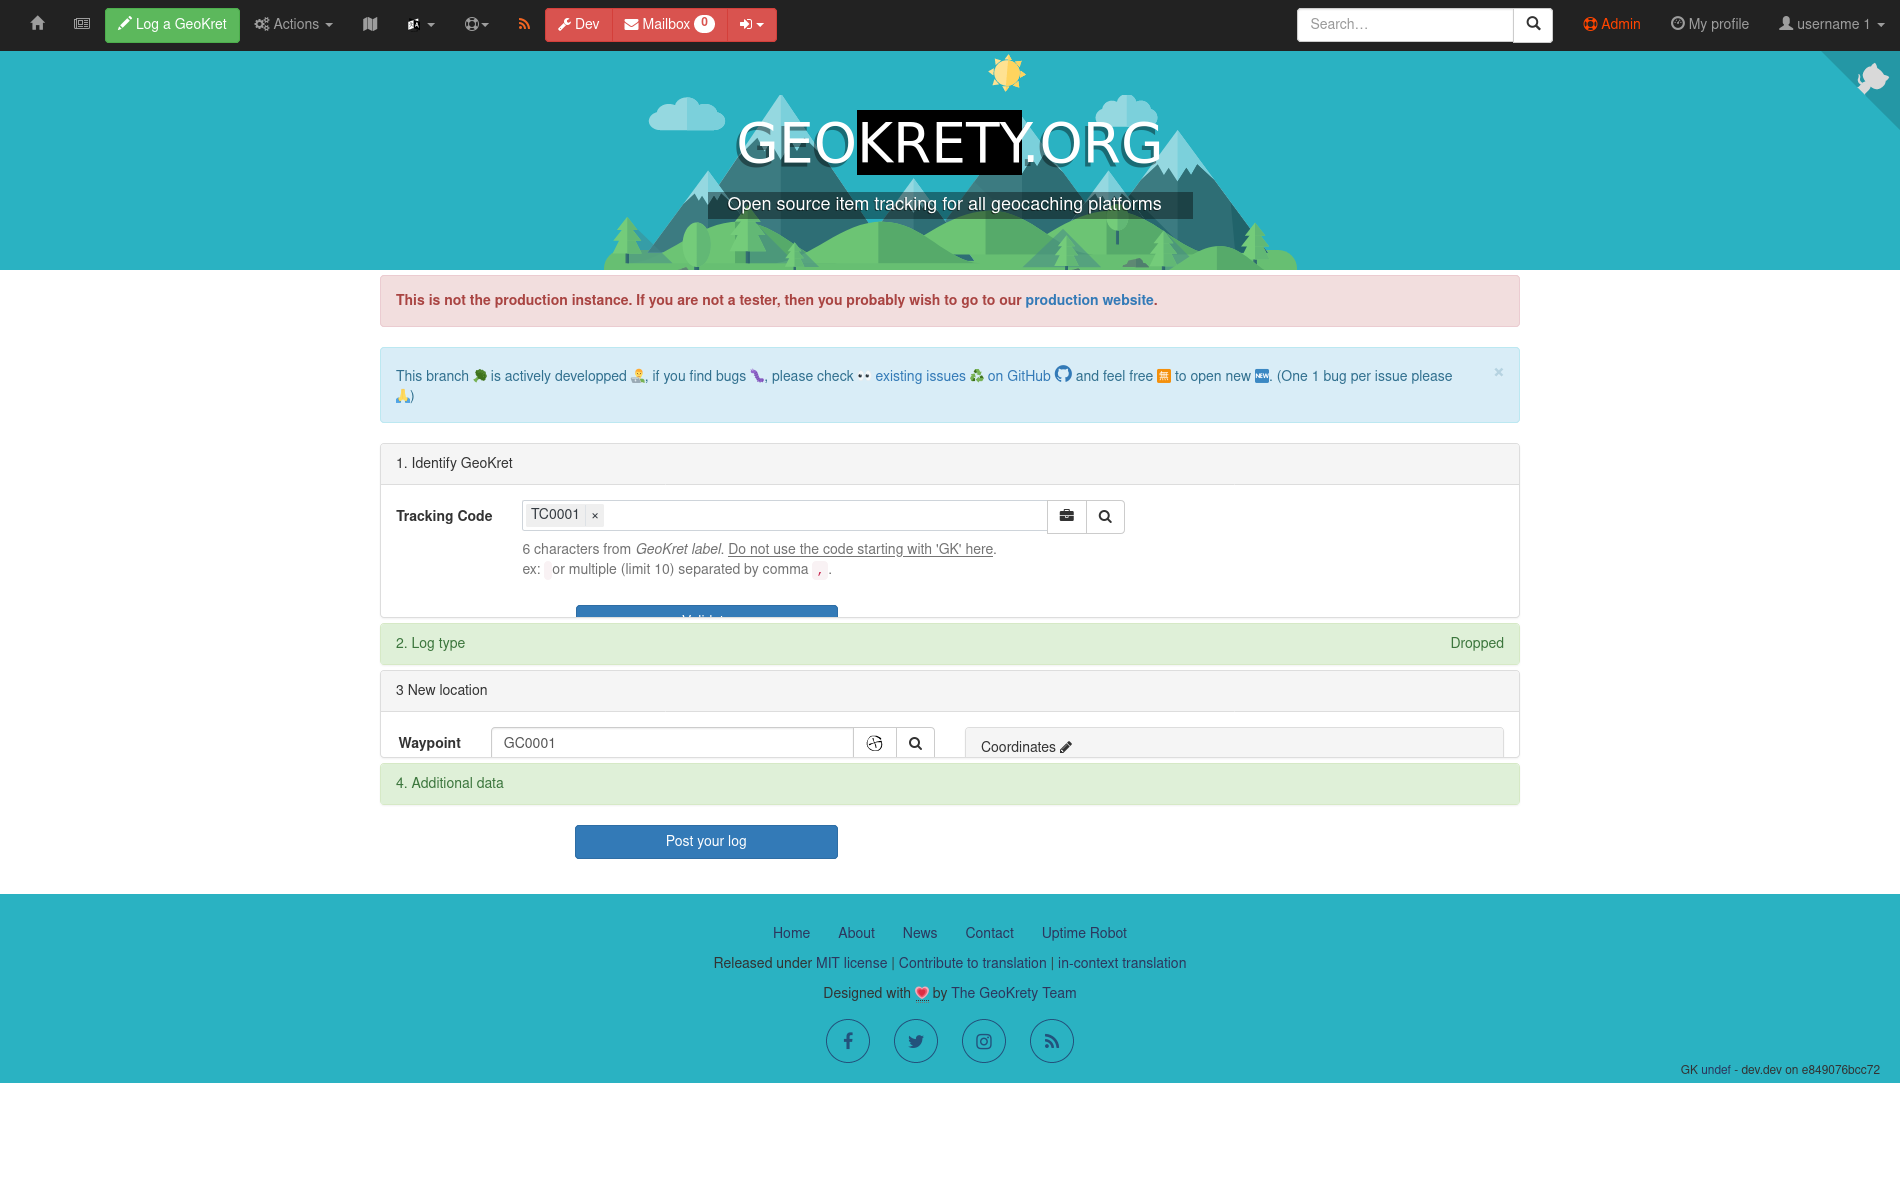 Log a GeoKret Actions Dev Mailbox 0 Search... Admin My profile username 1
GEOKRETY.ORG
Open source item tracking for all geocaching platforms
This is not the production instance. If you are not a tester, then you probably wish to go to our production website.
This branch 🥦 is actively developped, if you find bugs 🐛, please check 👀 existing issues ♻ on GitHub and feel free 🈚 to open new 🆕. (One 1 bug per issue please
🙏)
×
1. Identify GeoKret
Tracking Code TC0001 ×
6 characters from GeoKret label. Do not use the code starting with 'GK' here.
ex: or multiple (limit 10) separated by comma , .
2. Log type Dropped
3 New location
Waypoint GC0001 Coordinates
4. Additional data
Post your log
Home About News Contact Uptime Robot
Released under MIT license | Contribute to translation | in-context translation
Designed with by The GeoKrety Team
GK undef - dev.dev on e849076bcc72